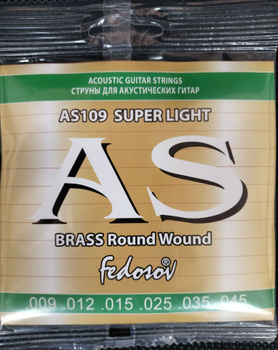 ACOUSTIC GUITAR STRINGS
СТРУНЫ ДЛЯ АКУСТИЧЕСКИХ ГИТАР
AS109 SUPER LIGHT
AS
BRASS Round Wound
fedosov
.009 .012 .015 .025 .035 .045